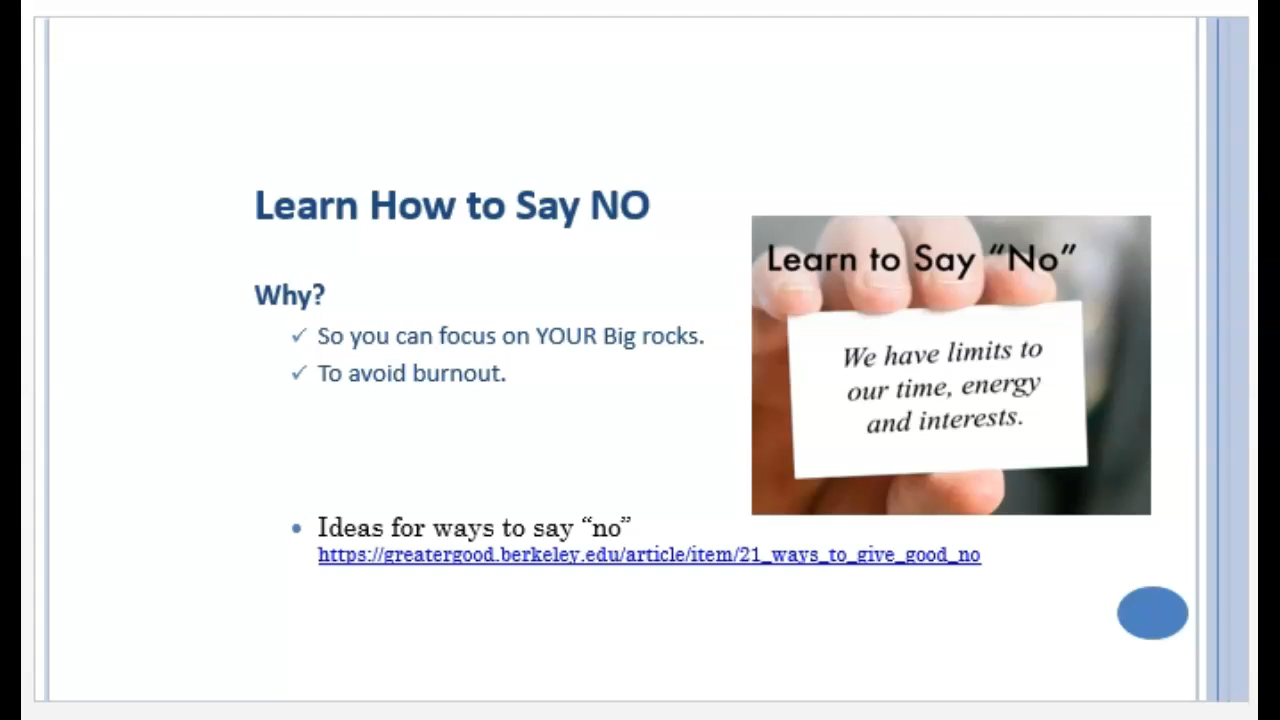 Learn How to Say NO
Why?
✓ So you can focus on YOUR Big rocks.
✓ To avoid burnout.
Learn to Say “No”
We have limits to
our time, energy
and interests.
• Ideas for ways to say “no”
https://greatergood.berkeley.edu/article/item/21_ways_to_give_good_no